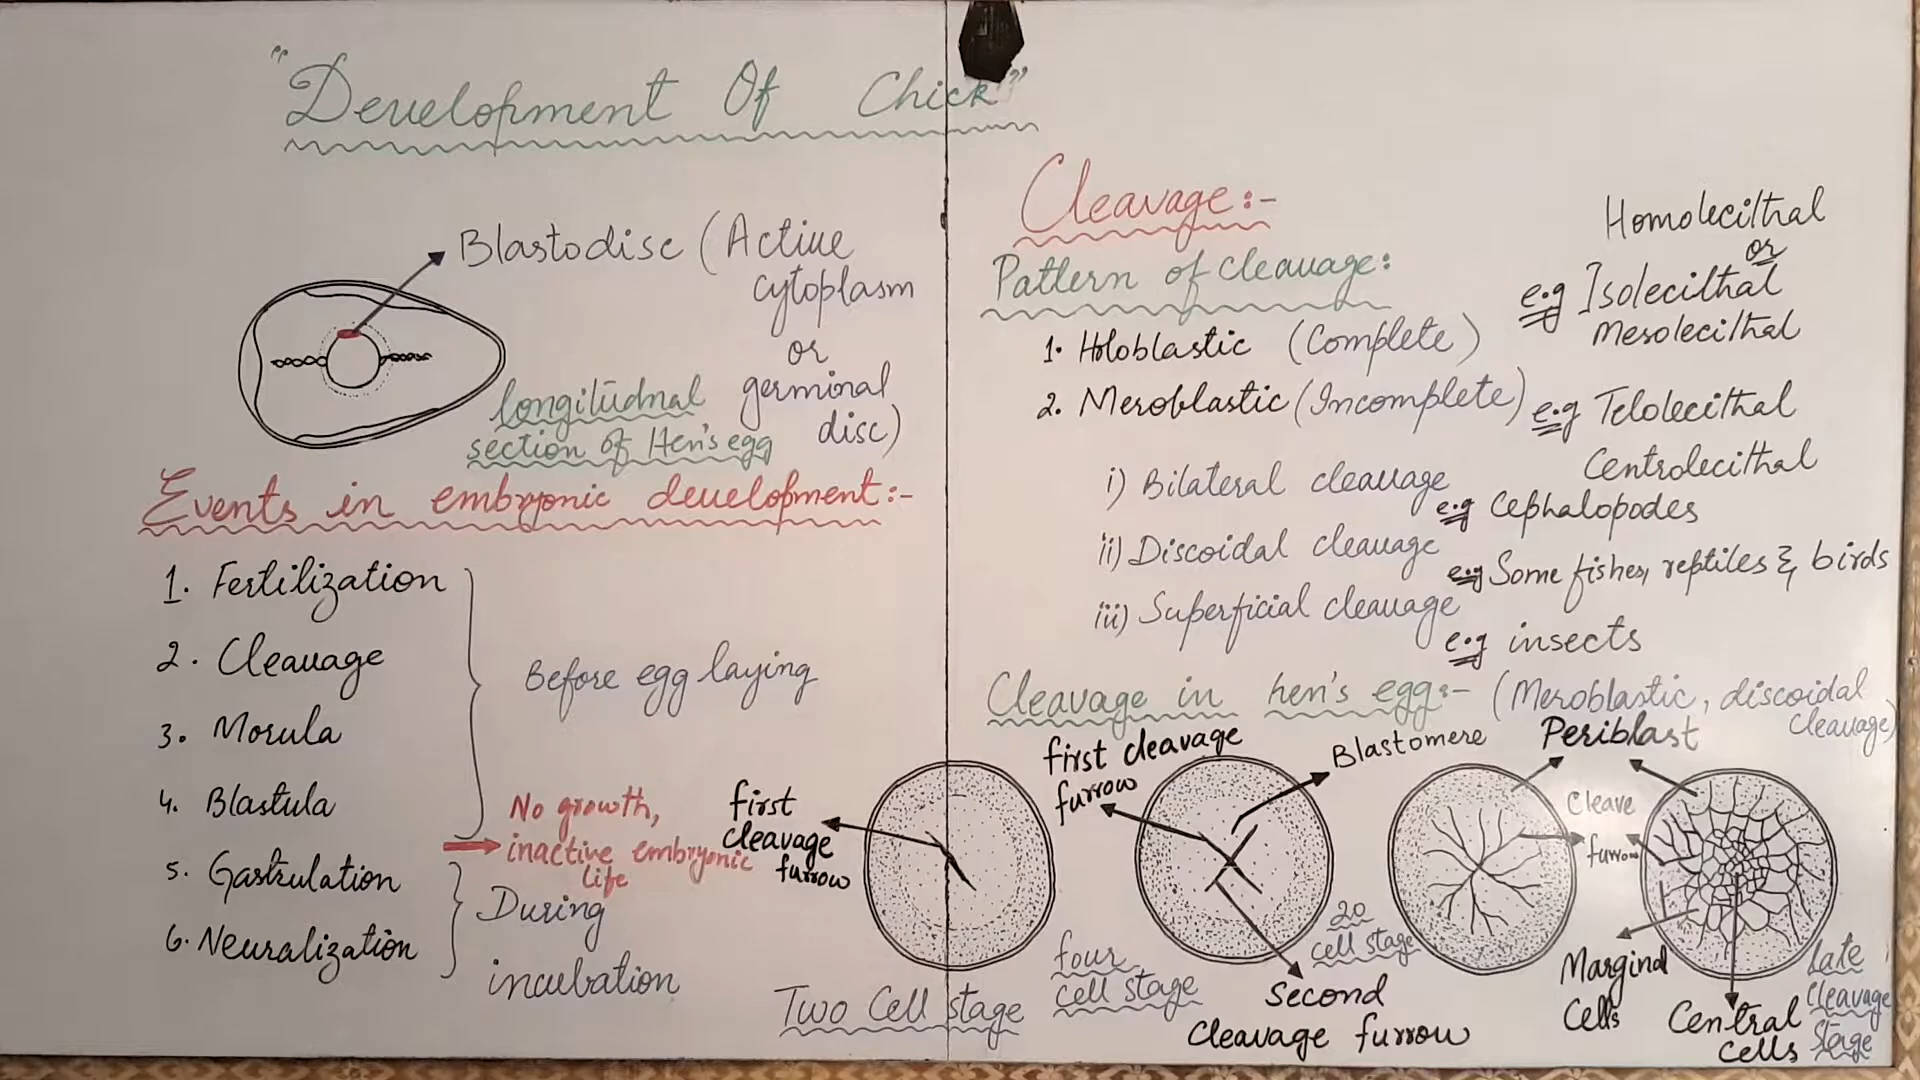 "Development Of Chick"
Blastodisc (Active
cytoplasm
or
germinal
disc)
longitudnal
section of Hen's egg
Events in embryonic development:-
1. Fertilization
2. Cleavage
3. Morula
4. Blastula
5. Gastrulation
6. Neuralization
Before egg laying
No growth,
inactive embryonic
life
During
incubation
Cleavage:-
Pattern of cleavage:
1. Holoblastic (Complete)
Homolecilthal
or
e.g Isolecilthal
Mesolecilthal
2. Meroblastic (Incomplete)
e.g Telolecithal
Centrolecithal
i) Bilateral cleavage
e.g Cephalopodes
ii) Discoidal cleavage
e.g Some fishes, reptiles & birds
iii) Superficial cleavage
e.g insects
Cleavage in hen's egg:- (Meroblastic, discoidal
cleavage)
first
cleavage
furrow
Two Cell stage
first cleavage
furrow
Blastomere
four
cell stage
Second
Cleavage furrow
20
cell stage
Periblast
Cleave
furrow
Marginal
Cells
Central
cells
Late
cleavage
stage